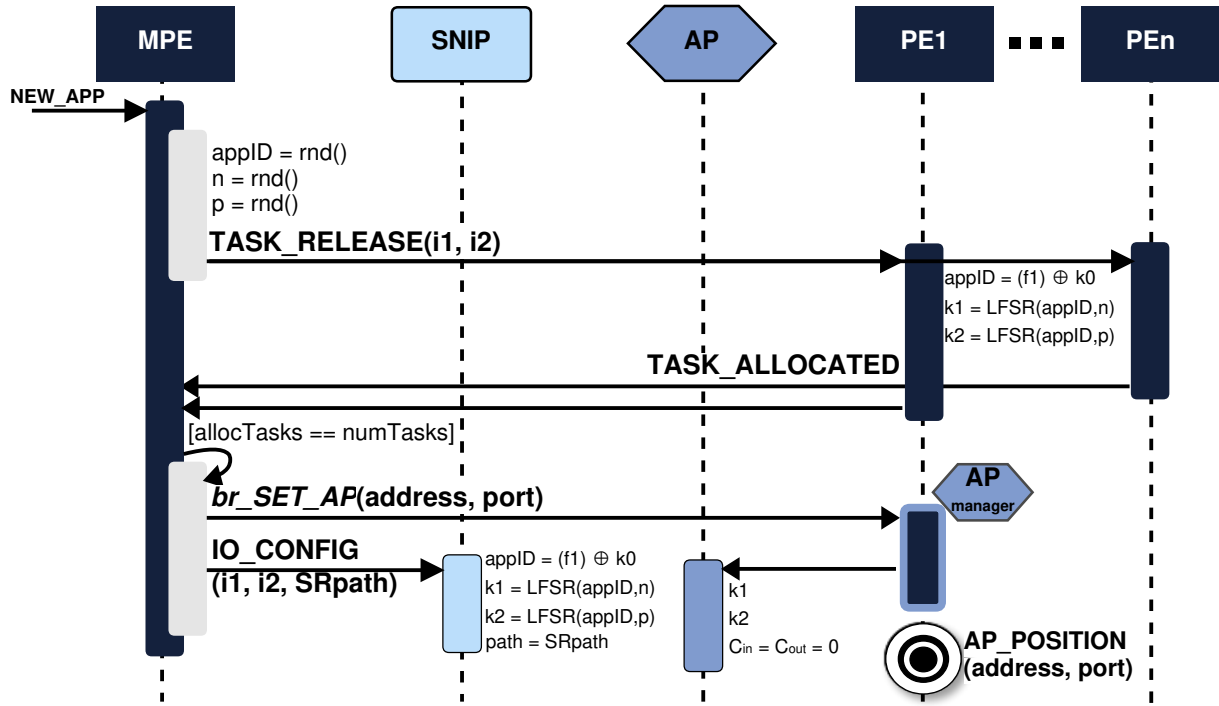 MPE
SNIP
AP
PE1
PEn
NEW_APP
appID = rnd()
n = rnd()
p = rnd()
TASK_RELEASE(i1, i2)
appID = (f1) ⊕ k0
k1 = LFSR(appID,n)
k2 = LFSR(appID,p)
TASK_ALLOCATED
[allocTasks == numTasks]
br_SET_AP(address, port)
AP
manager
IO_CONFIG
(i1, i2, SRpath)
appID = (f1) ⊕ k0
k1 = LFSR(appID,n)
k2 = LFSR(appID,p)
path = SRpath
k1
k2
Cin = Cout = 0
AP_POSITION
(address, port)